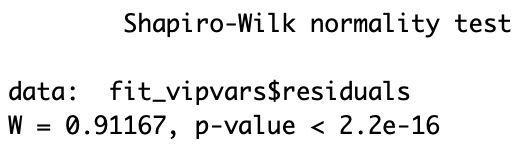 Shapiro-Wilk normality test
data:  fit_vipvars$residuals
W = 0.91167, p-value < 2.2e-16